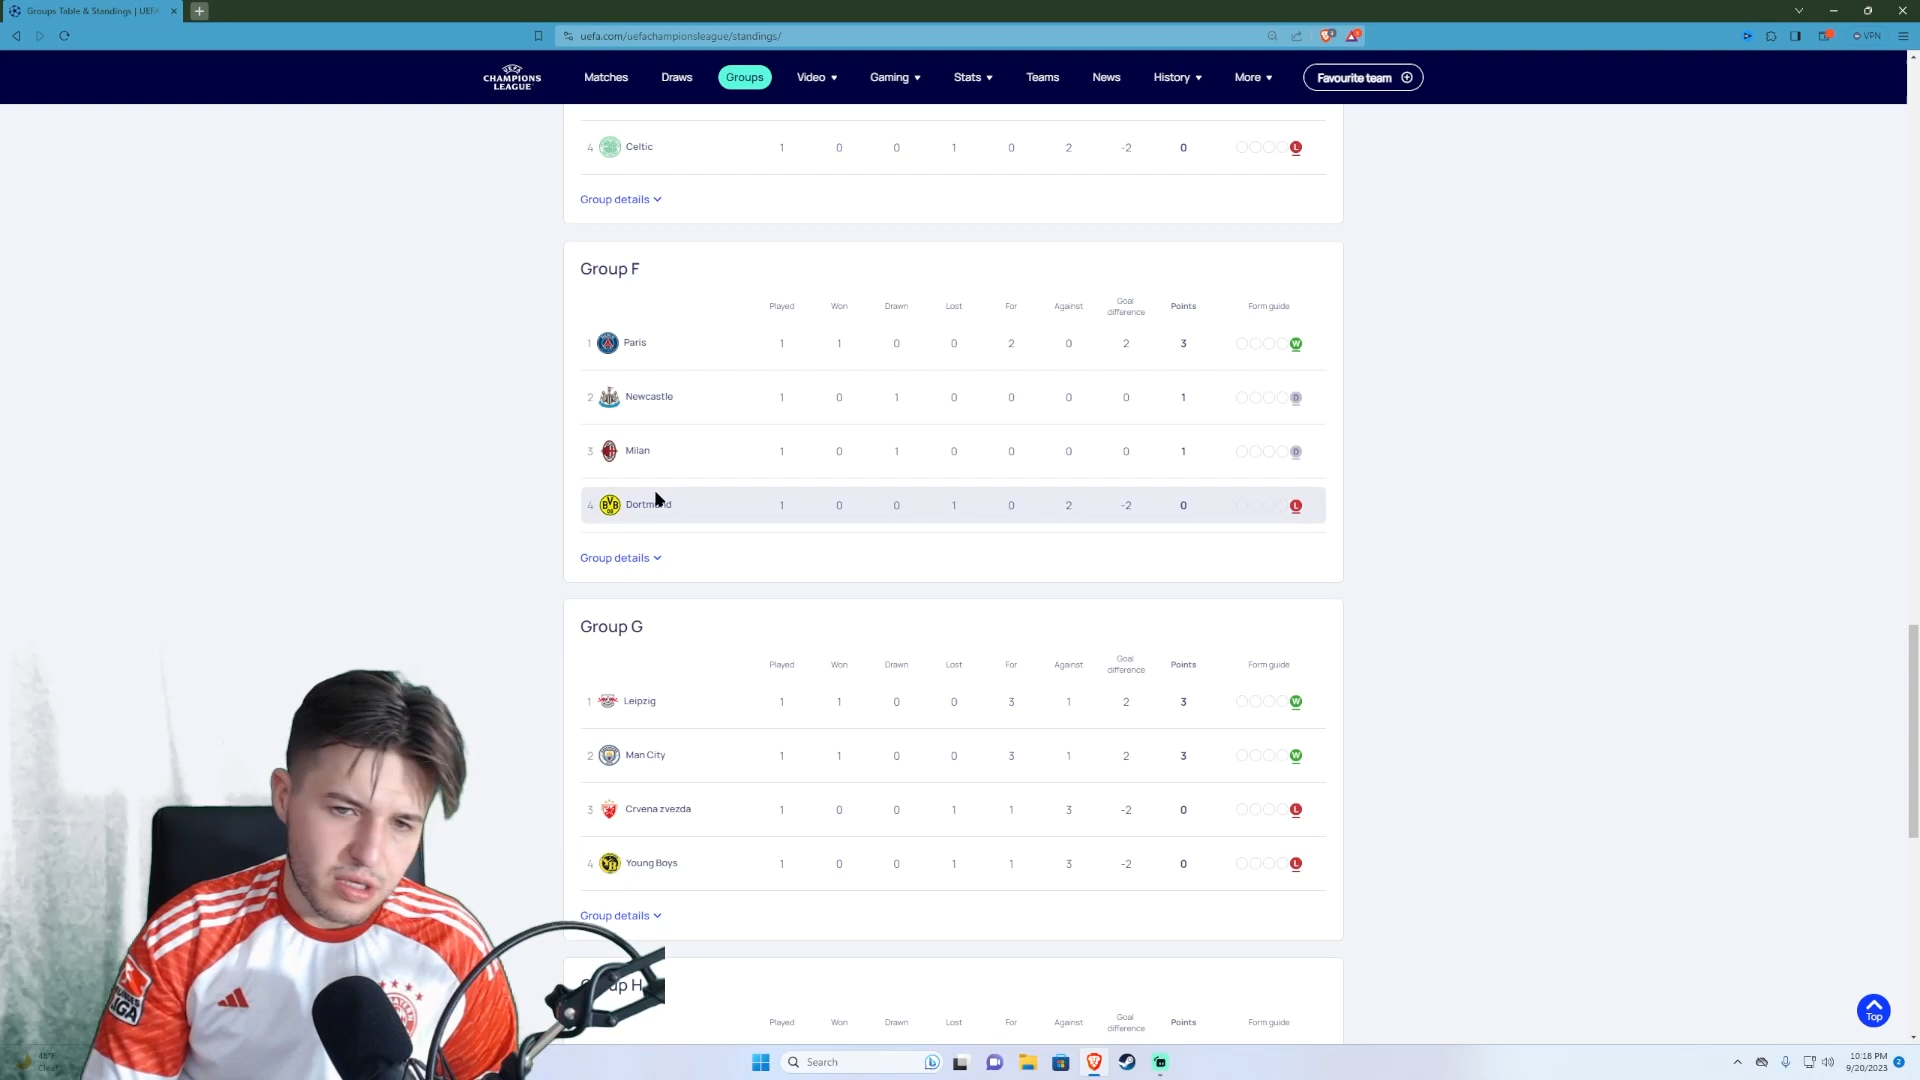 Groups Table & Standings | UEFA
uefa.com/uefachampionsleague/standings/
VPN
UEFA
CHAMPIONS
LEAGUE
Matches Draws Groups Video Gaming Stats Teams News History More Favourite team
4 Celtic 1 0 0 1 0 2 -2 0 L
Group details
Group F
Played Won Drawn Lost For Against Goal difference Points Form guide
1 Paris 1 1 0 0 2 0 2 3 W
2 Newcastle 1 0 1 0 0 0 0 1 D
3 Milan 1 0 1 0 0 0 0 1 D
4 Dortmund 1 0 0 1 0 2 -2 0 L
Group details
Group G
Played Won Drawn Lost For Against Goal difference Points Form guide
1 Leipzig 1 1 0 0 3 1 2 3 W
2 Man City 1 1 0 0 3 1 2 3 W
3 Crvena zvezda 1 0 0 1 1 3 -2 0 L
4 Young Boys 1 0 0 1 1 3 -2 0 L
Group details
Played Won Drawn Lost For Against Goal difference Points Form guide
Top
BUNDES
LIGA
48°F
Clear
Search
10:18 PM
9/20/2023
2